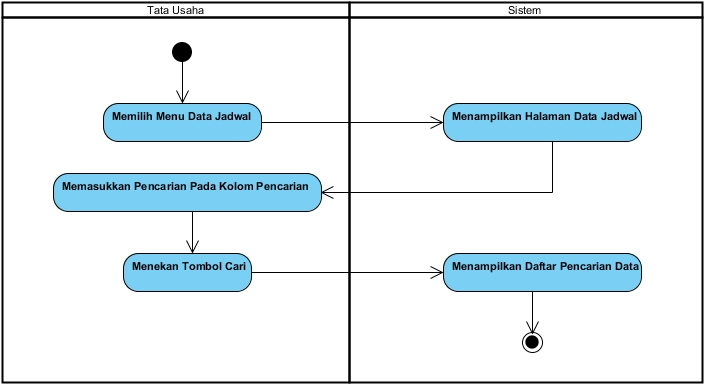 Tata Usaha
Sistem
Memilih Menu Data Jadwal
Menampilkan Halaman Data Jadwal
Memasukkan Pencarian Pada Kolom Pencarian
Menekan Tombol Cari
Menampilkan Daftar Pencarian Data